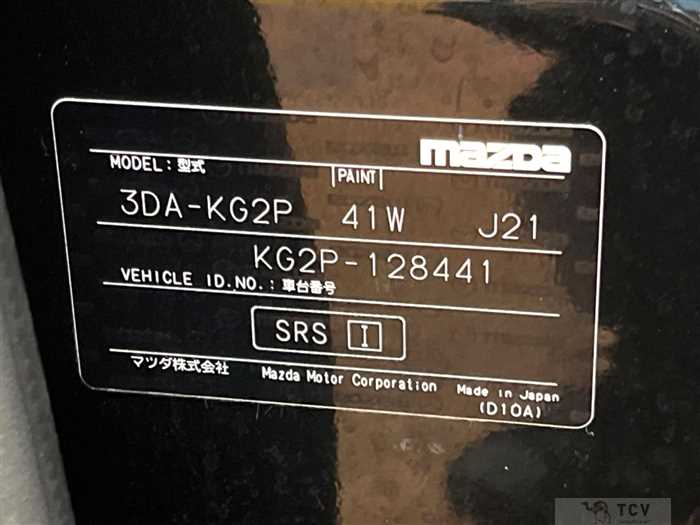 mazda
MODEL：型式 PAINT
3DA-KG2P 41W J21
KG2P-128441
VEHICLE ID.NO.：車台番号
SRS I
マツダ株式会社 Mazda Motor Corporation Made in Japan
(D10A)
TCV